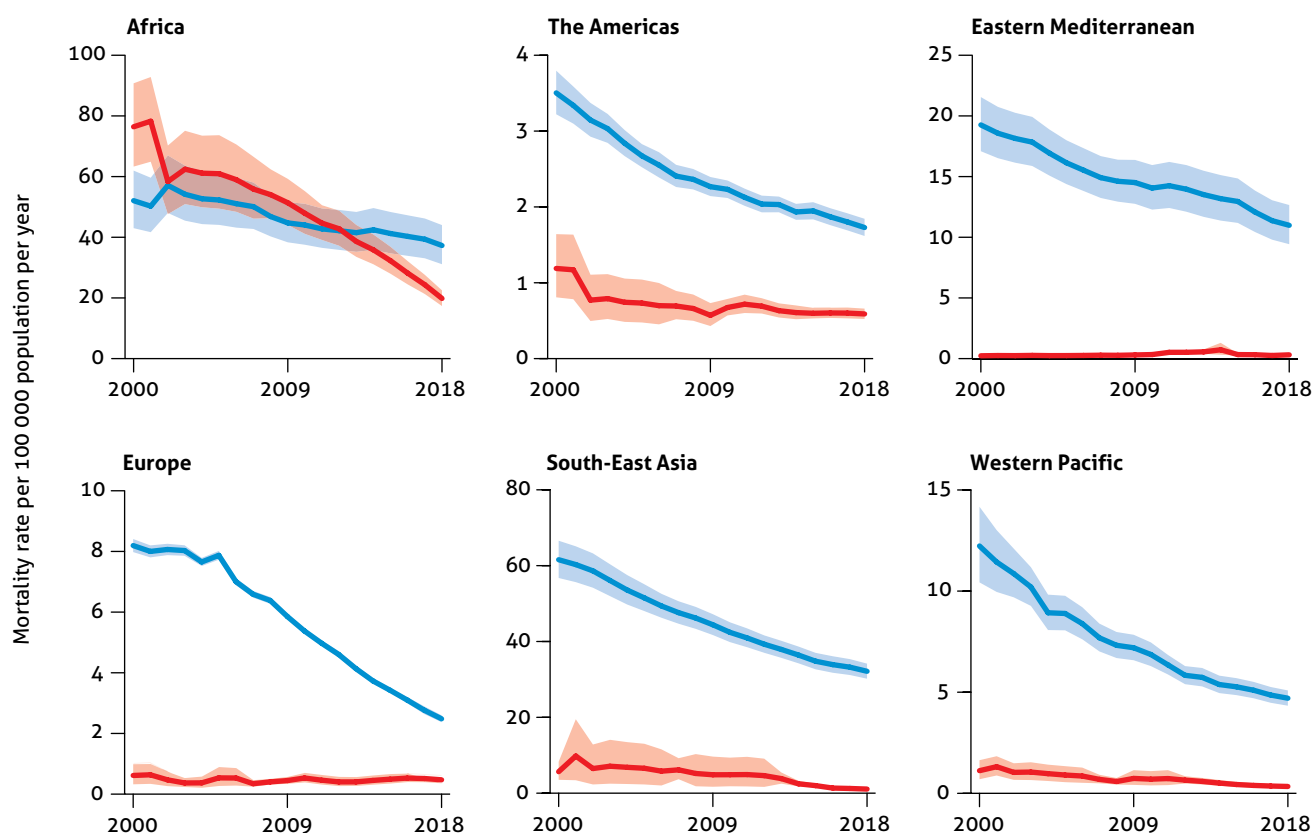 Mortality rate per 100 000 population per year
Africa
100
80
60
40
20
0
2000 2009 2018
The Americas
4
3
2
1
0
2000 2009 2018
Eastern Mediterranean
25
20
15
10
5
0
2000 2009 2018
Europe
10
8
6
4
2
0
2000 2009 2018
South-East Asia
80
60
40
20
0
2000 2009 2018
Western Pacific
15
10
5
0
2000 2009 2018